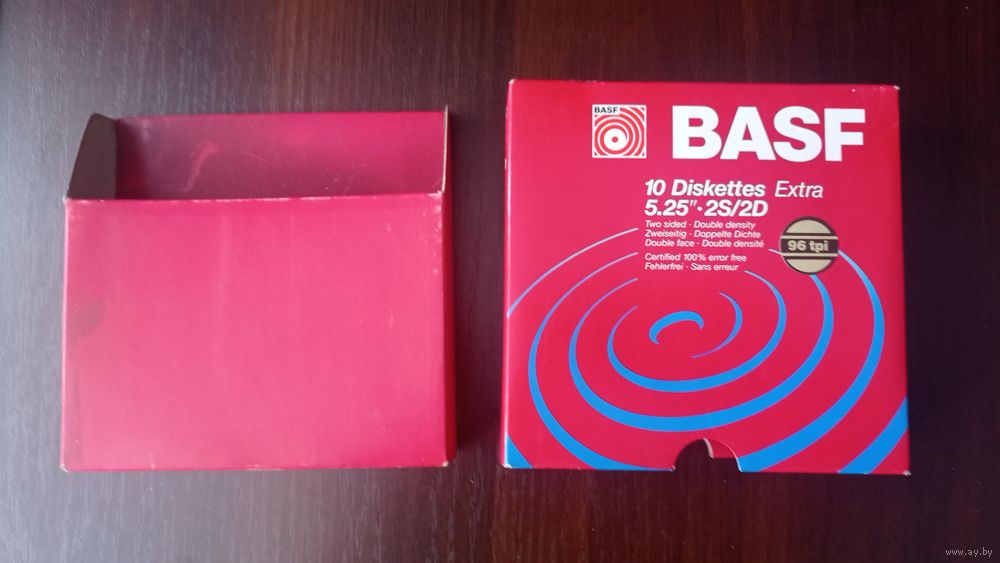 BASF
BASF
10 Diskettes Extra
5.25"·2S/2D
Two sided · Double density
Zweiseitig · Doppelte Dichte
Double face · Double densité
96 tpi
Certified 100% error free
Fehlerfrei · Sans erreur
www.ay.by